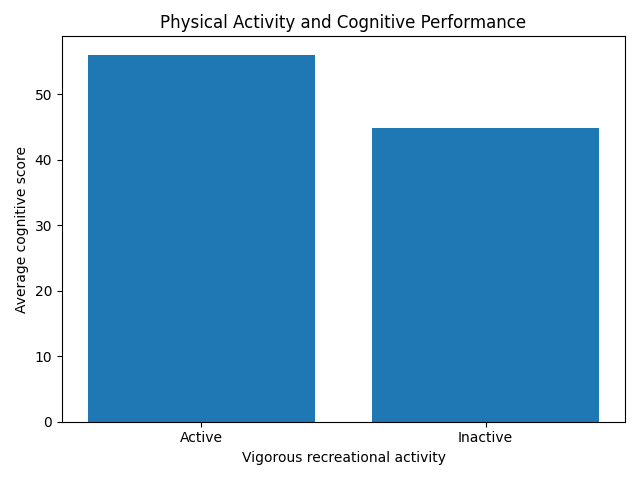 Physical Activity and Cognitive Performance
Average cognitive score
50
40
30
20
10
0
Active
Inactive
Vigorous recreational activity